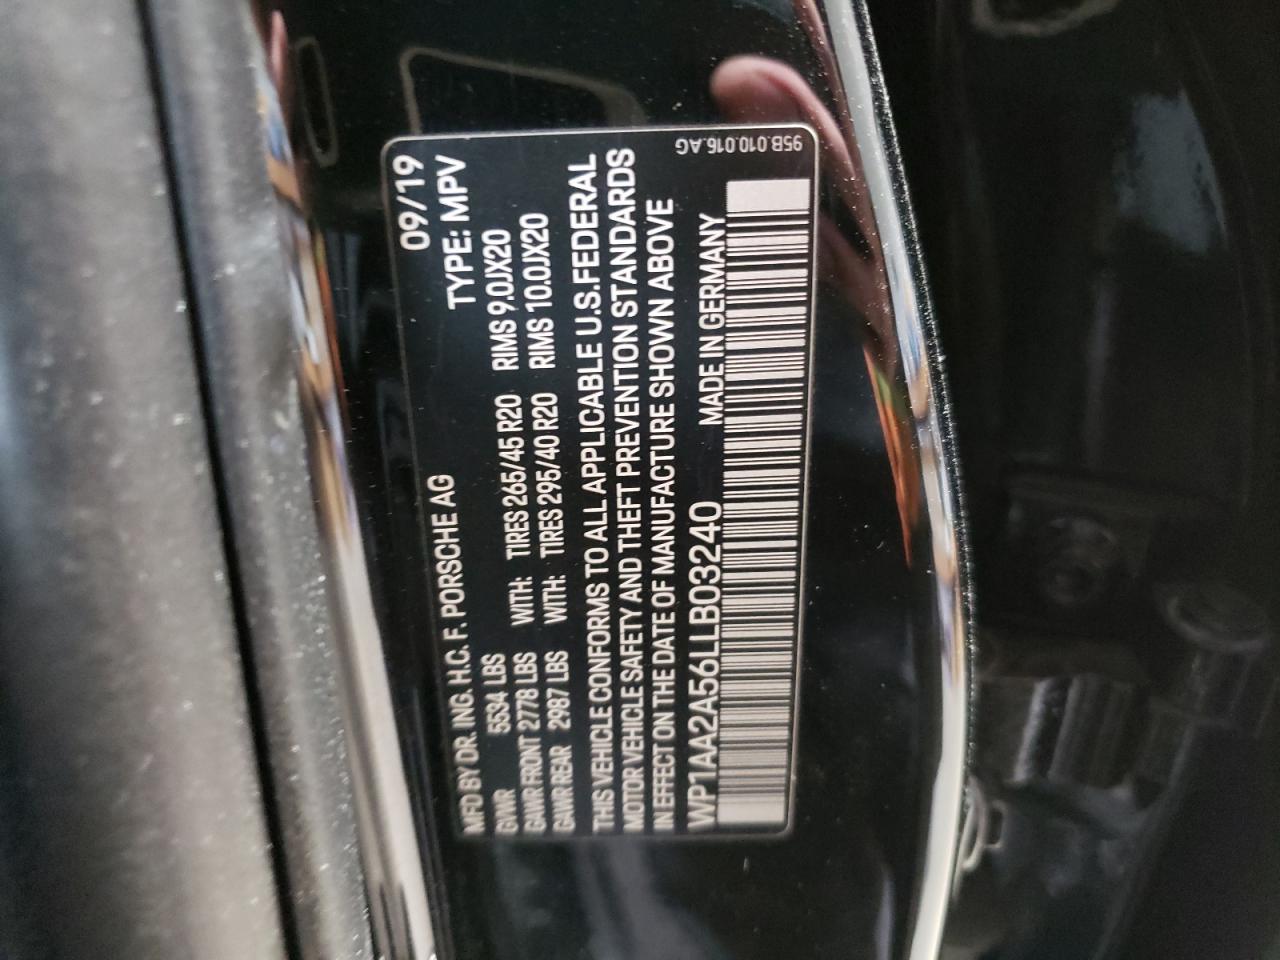 MFD BY DR. ING. H.C. F. PORSCHE AG 09/19
GVWR 5534 LBS TYPE: MPV
GAWR FRONT 2778 LBS WITH: TIRES 265/45 R20 RIMS 9.0JX20
GAWR REAR 2987 LBS WITH: TIRES 295/40 R20 RIMS 10.0JX20
THIS VEHICLE CONFORMS TO ALL APPLICABLE U.S.FEDERAL
MOTOR VEHICLE SAFETY AND THEFT PREVENTION STANDARDS
IN EFFECT ON THE DATE OF MANUFACTURE SHOWN ABOVE
WP1AA2A56LLB03240 MADE IN GERMANY
95B.010.016.AG